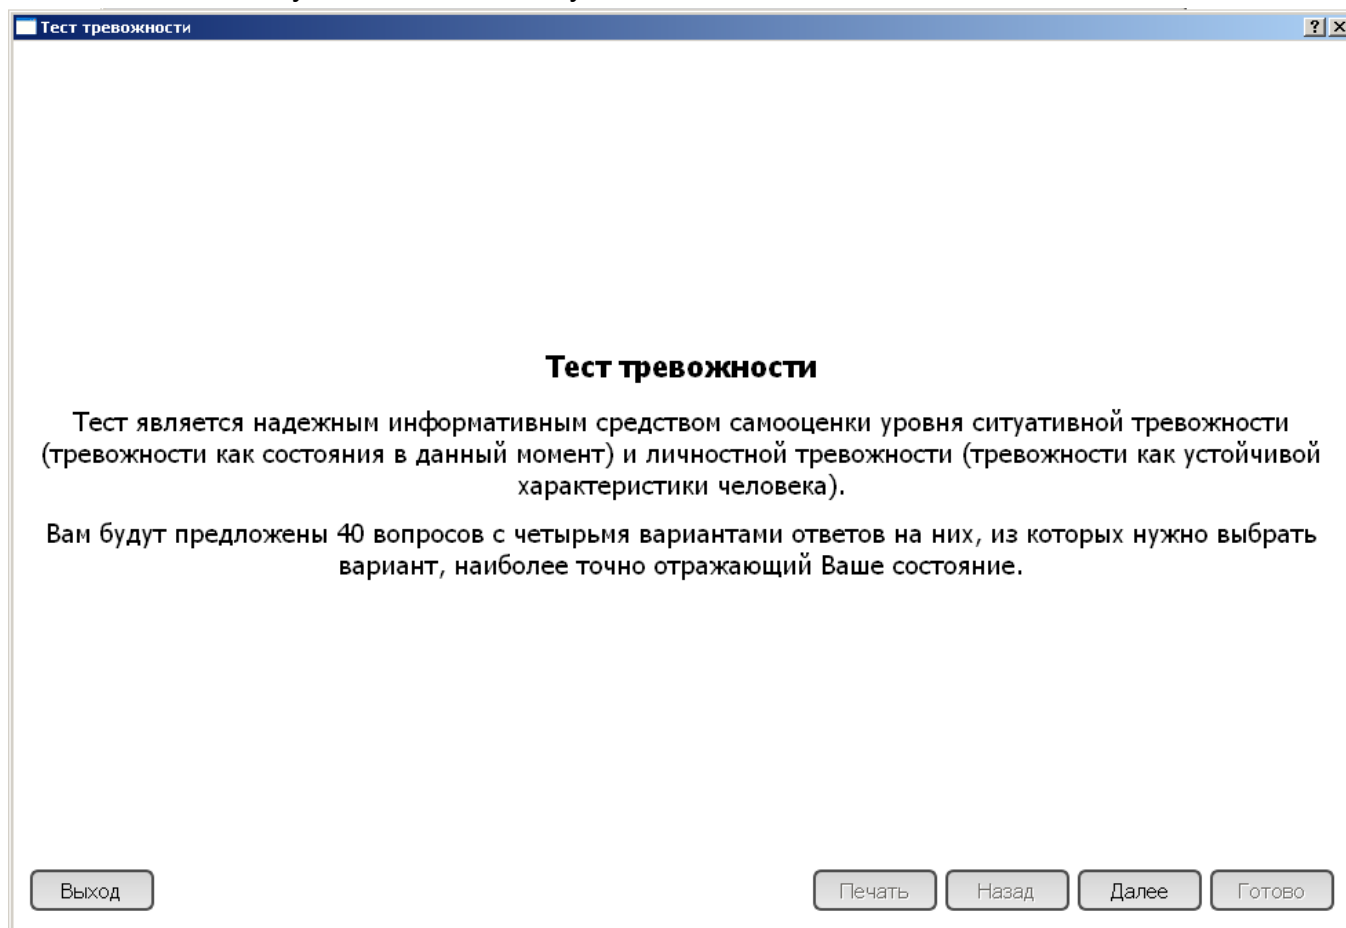 Тест тревожности
Тест тревожности
Тест является надежным информативным средством самооценки уровня ситуативной тревожности
(тревожности как состояния в данный момент) и личностной тревожности (тревожности как устойчивой
характеристики человека).
Вам будут предложены 40 вопросов с четырьмя вариантами ответов на них, из которых нужно выбрать
вариант, наиболее точно отражающий Ваше состояние.
Выход Печать Назад Далее Готово